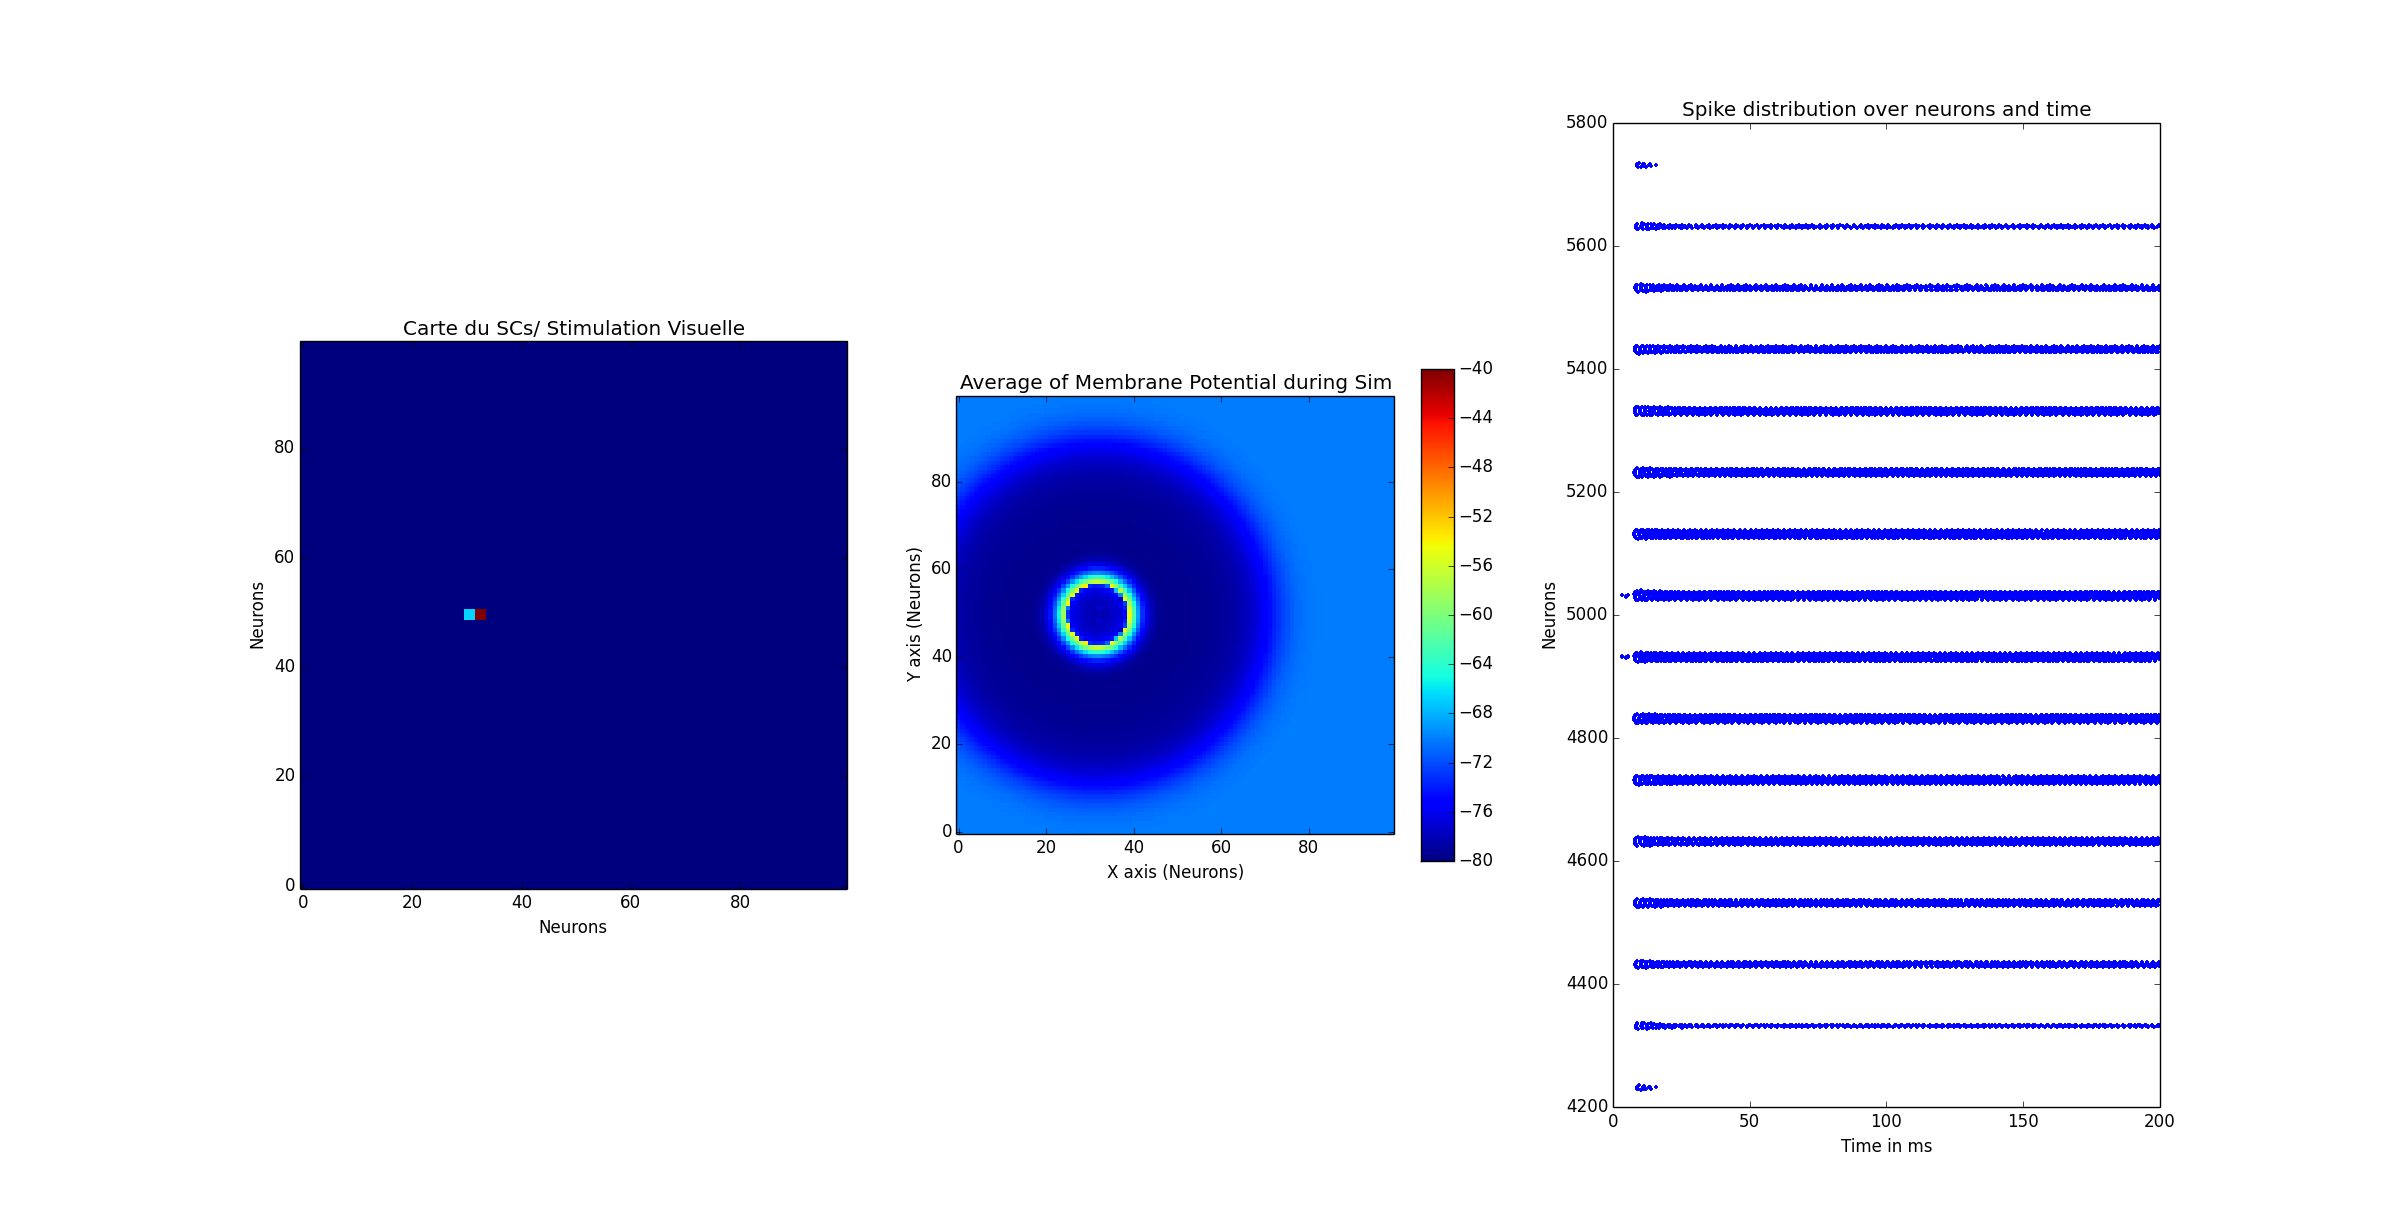 Carte du SCs/ Stimulation Visuelle
Neurons
80
60
40
20
0
0 20 40 60 80
Neurons
Average of Membrane Potential during Sim
Y axis (Neurons)
80
60
40
20
0
0 20 40 60 80
X axis (Neurons)
−40
−44
−48
−52
−56
−60
−64
−68
−72
−76
−80
Spike distribution over neurons and time
Neurons
5800
5600
5400
5200
5000
4800
4600
4400
4200
0 50 100 150 200
Time in ms